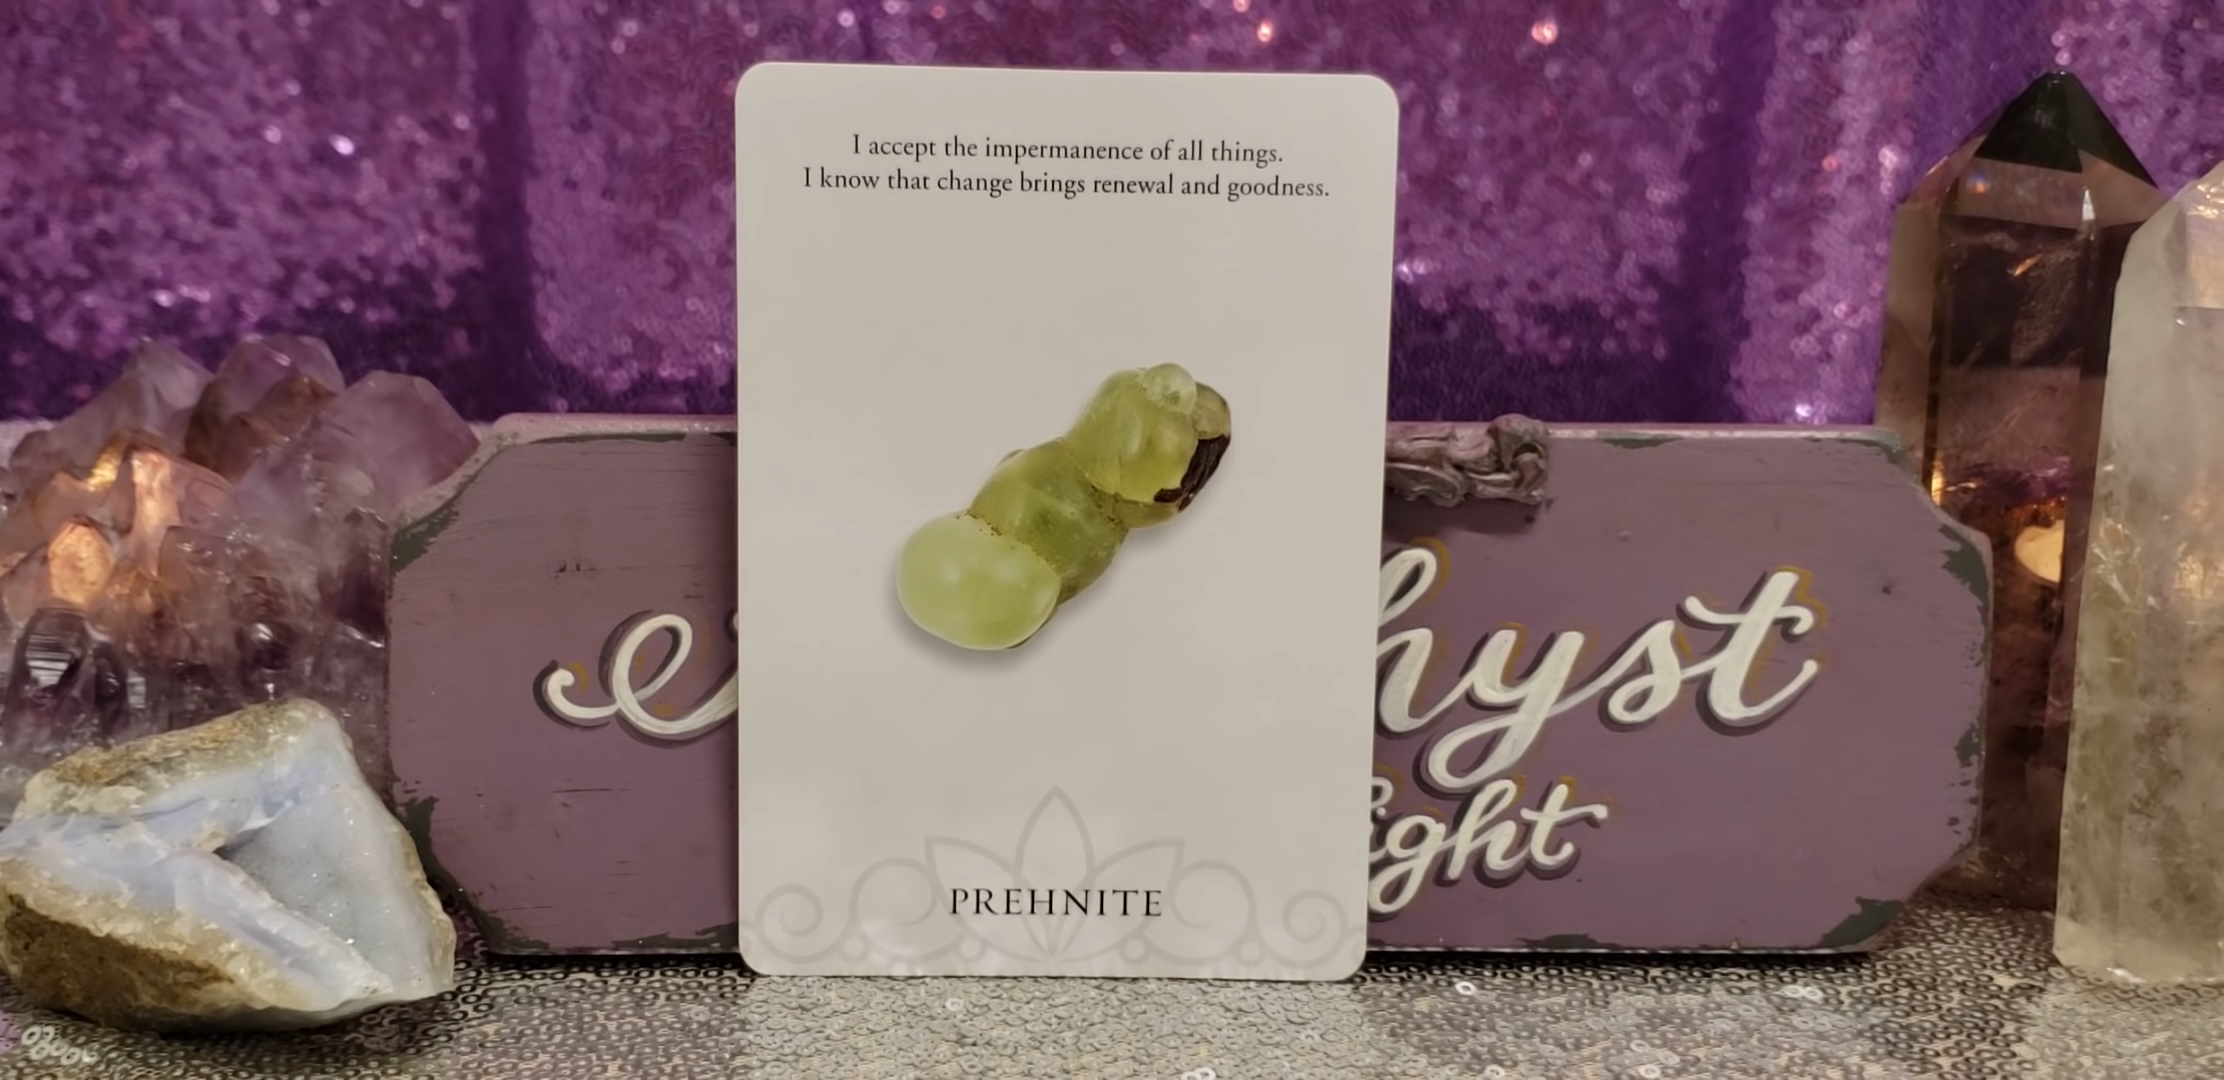 I accept the impermanence of all things.
I know that change brings renewal and goodness.
PREHNITE
hyst
ight